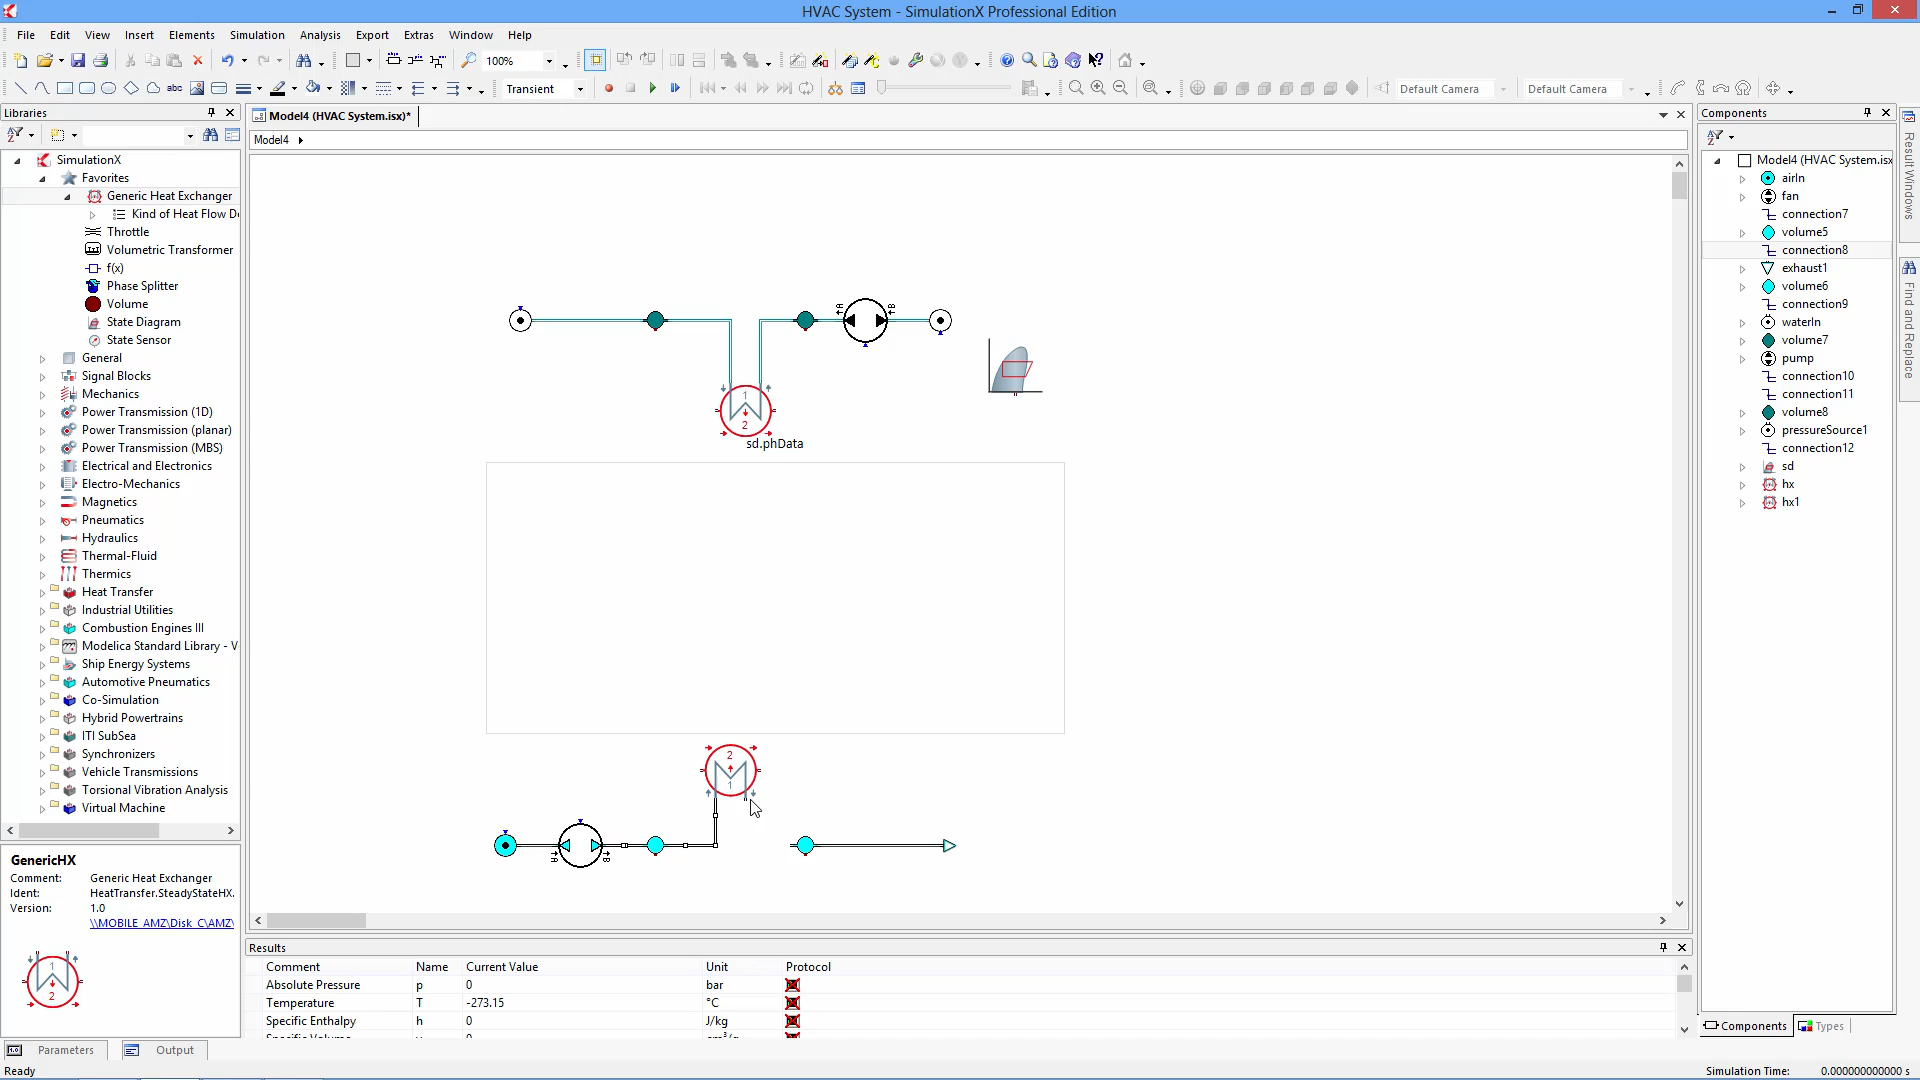 HVAC System - SimulationX Professional Edition
File Edit View Insert Elements Simulation Analysis Export Extras Window Help
100%
abc Transient Default Camera Default Camera
Libraries
Model4 (HVAC System.isx)*
Components
Model4
SimulationX
Favorites
Generic Heat Exchanger
Kind of Heat Flow D
Throttle
Volumetric Transformer
f(x)
Phase Splitter
Volume
State Diagram
State Sensor
General
Signal Blocks
Mechanics
Power Transmission (1D)
Power Transmission (planar)
Power Transmission (MBS)
Electrical and Electronics
Electro-Mechanics
Magnetics
Pneumatics
Hydraulics
Thermal-Fluid
Thermics
Heat Transfer
Industrial Utilities
Combustion Engines III
Modelica Standard Library - V
Ship Energy Systems
Automotive Pneumatics
Co-Simulation
Hybrid Powertrains
ITI SubSea
Synchronizers
Vehicle Transmissions
Torsional Vibration Analysis
Virtual Machine
GenericHX
Comment: Generic Heat Exchanger
Ident: HeatTransfer.SteadyStateHX.
Version: 1.0
\\MOBILE_AMZ\Disk_C\AMZ\
1
2
Parameters Output
Ready
A B
1
2
sd.phData
2
1
A B
Results
Comment Name Current Value Unit Protocol
Absolute Pressure p 0 bar
Temperature T -273.15 °C
Specific Enthalpy h 0 J/kg
Model4 (HVAC System.isx
airIn
fan
connection7
volume5
connection8
exhaust1
volume6
connection9
waterIn
volume7
pump
connection10
connection11
volume8
pressureSource1
connection12
sd
hx
hx1
Components Types
Result Windows
Find and Replace
Simulation Time: 0.000000000000 s